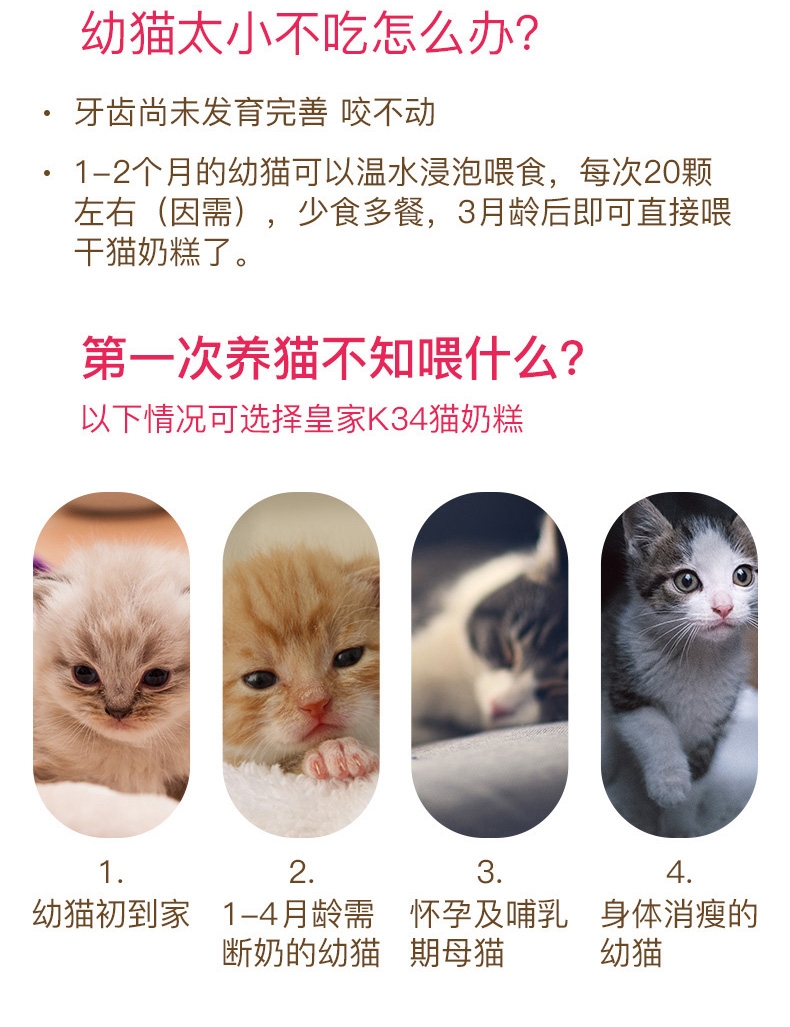 幼猫太小不吃怎么办？
• 牙齿尚未发育完善 咬不动
• 1-2个月的幼猫可以温水浸泡喂食，每次20颗
左右（因需），少食多餐，3月龄后即可直接喂
干猫奶糕了。
第一次养猫不知喂什么？
以下情况可选择皇家K34猫奶糕
1.
幼猫初到家
2.
1-4月龄需
断奶的幼猫
3.
怀孕及哺乳
期母猫
4.
身体消瘦的
幼猫